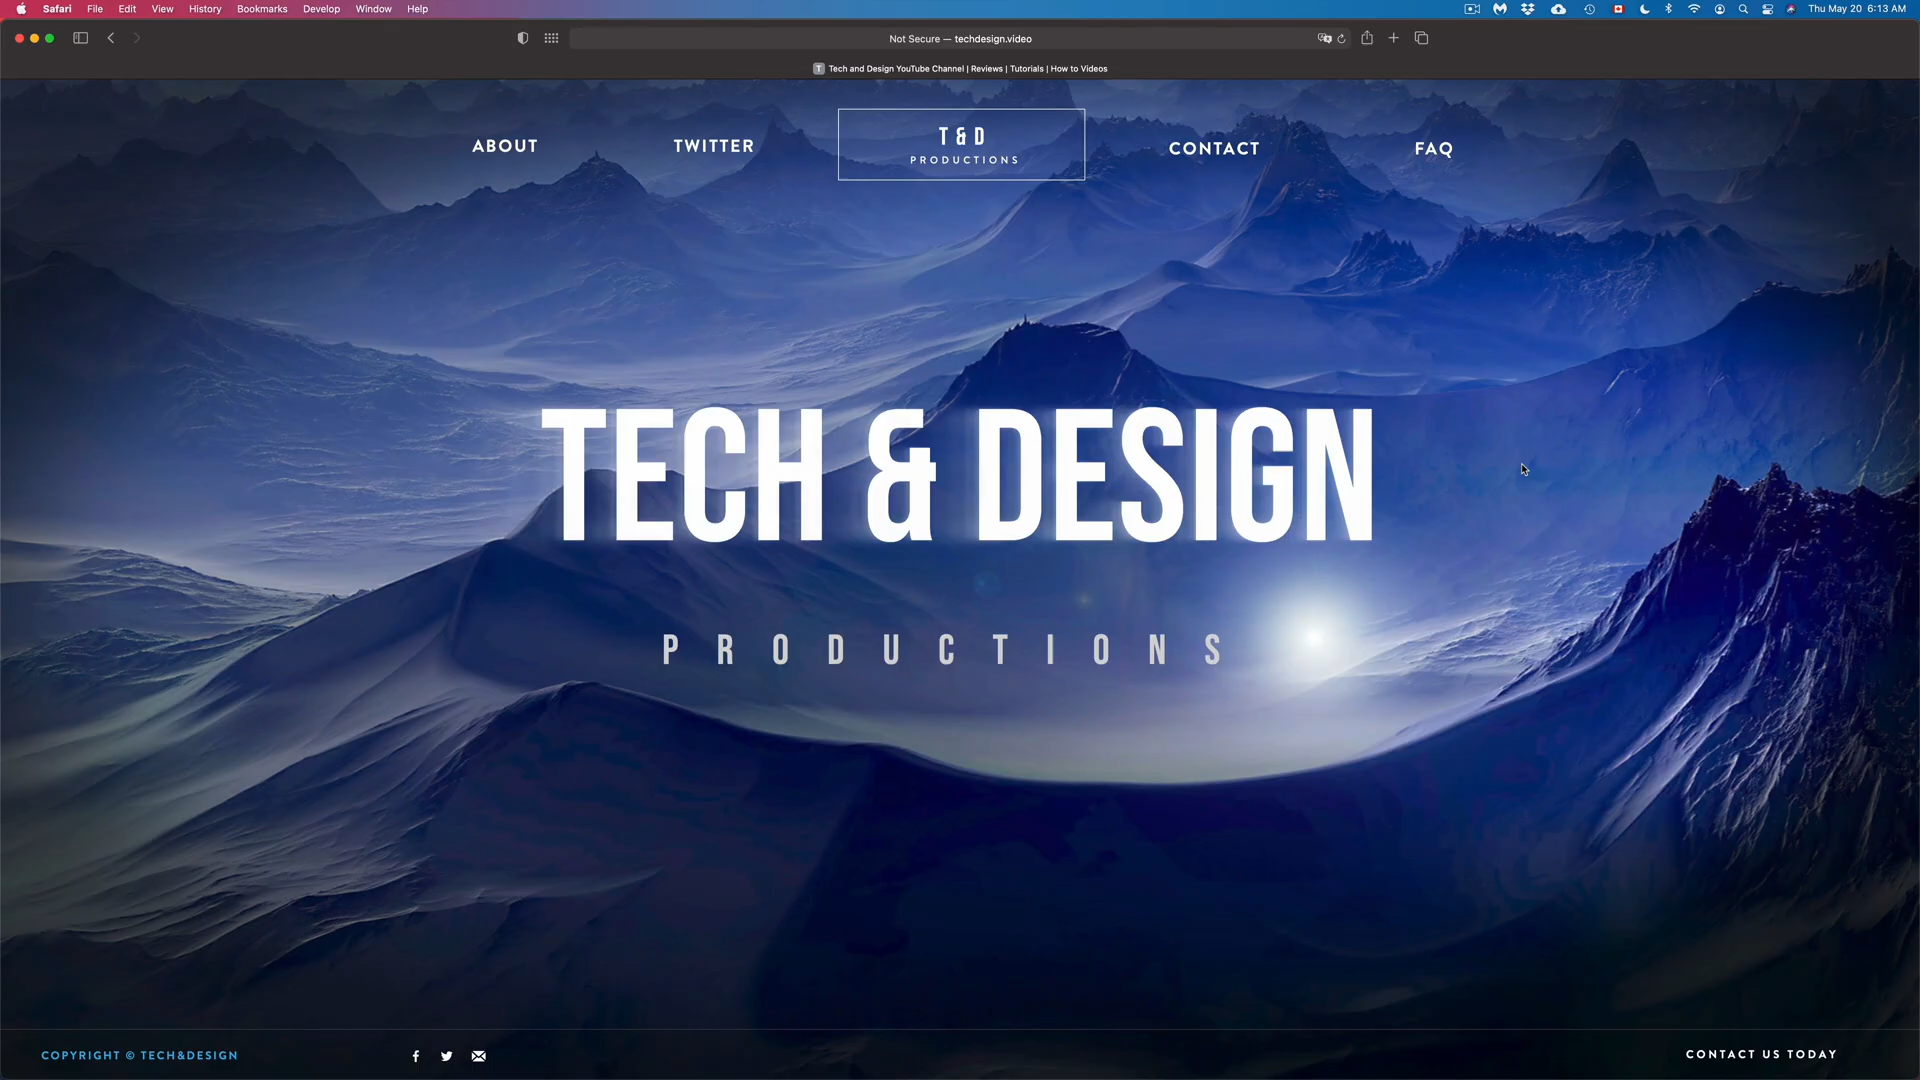 Safari File Edit View History Bookmarks Develop Window Help Thu May 20 6:13 AM
Not Secure — techdesign.video
T Tech and Design YouTube Channel | Reviews | Tutorials | How to Videos
ABOUT TWITTER T & D CONTACT FAQ
PRODUCTIONS
TECH & DESIGN
PRODUCTIONS
COPYRIGHT © TECH&DESIGN CONTACT US TODAY